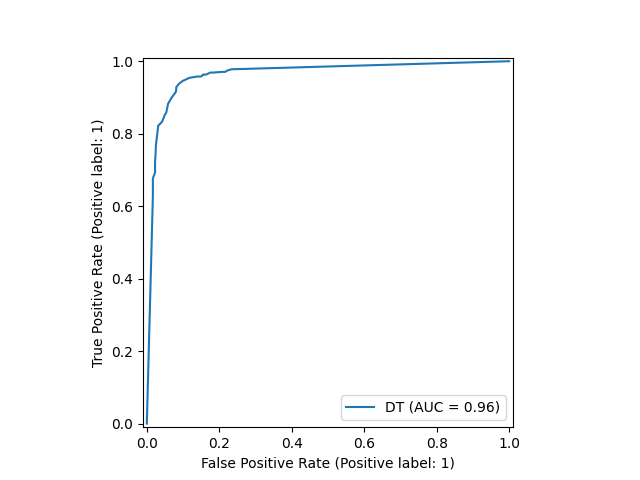 1.0
0.8
0.6
0.4
0.2
0.0
True Positive Rate (Positive label: 1)
DT (AUC = 0.96)
0.0 0.2 0.4 0.6 0.8 1.0
False Positive Rate (Positive label: 1)